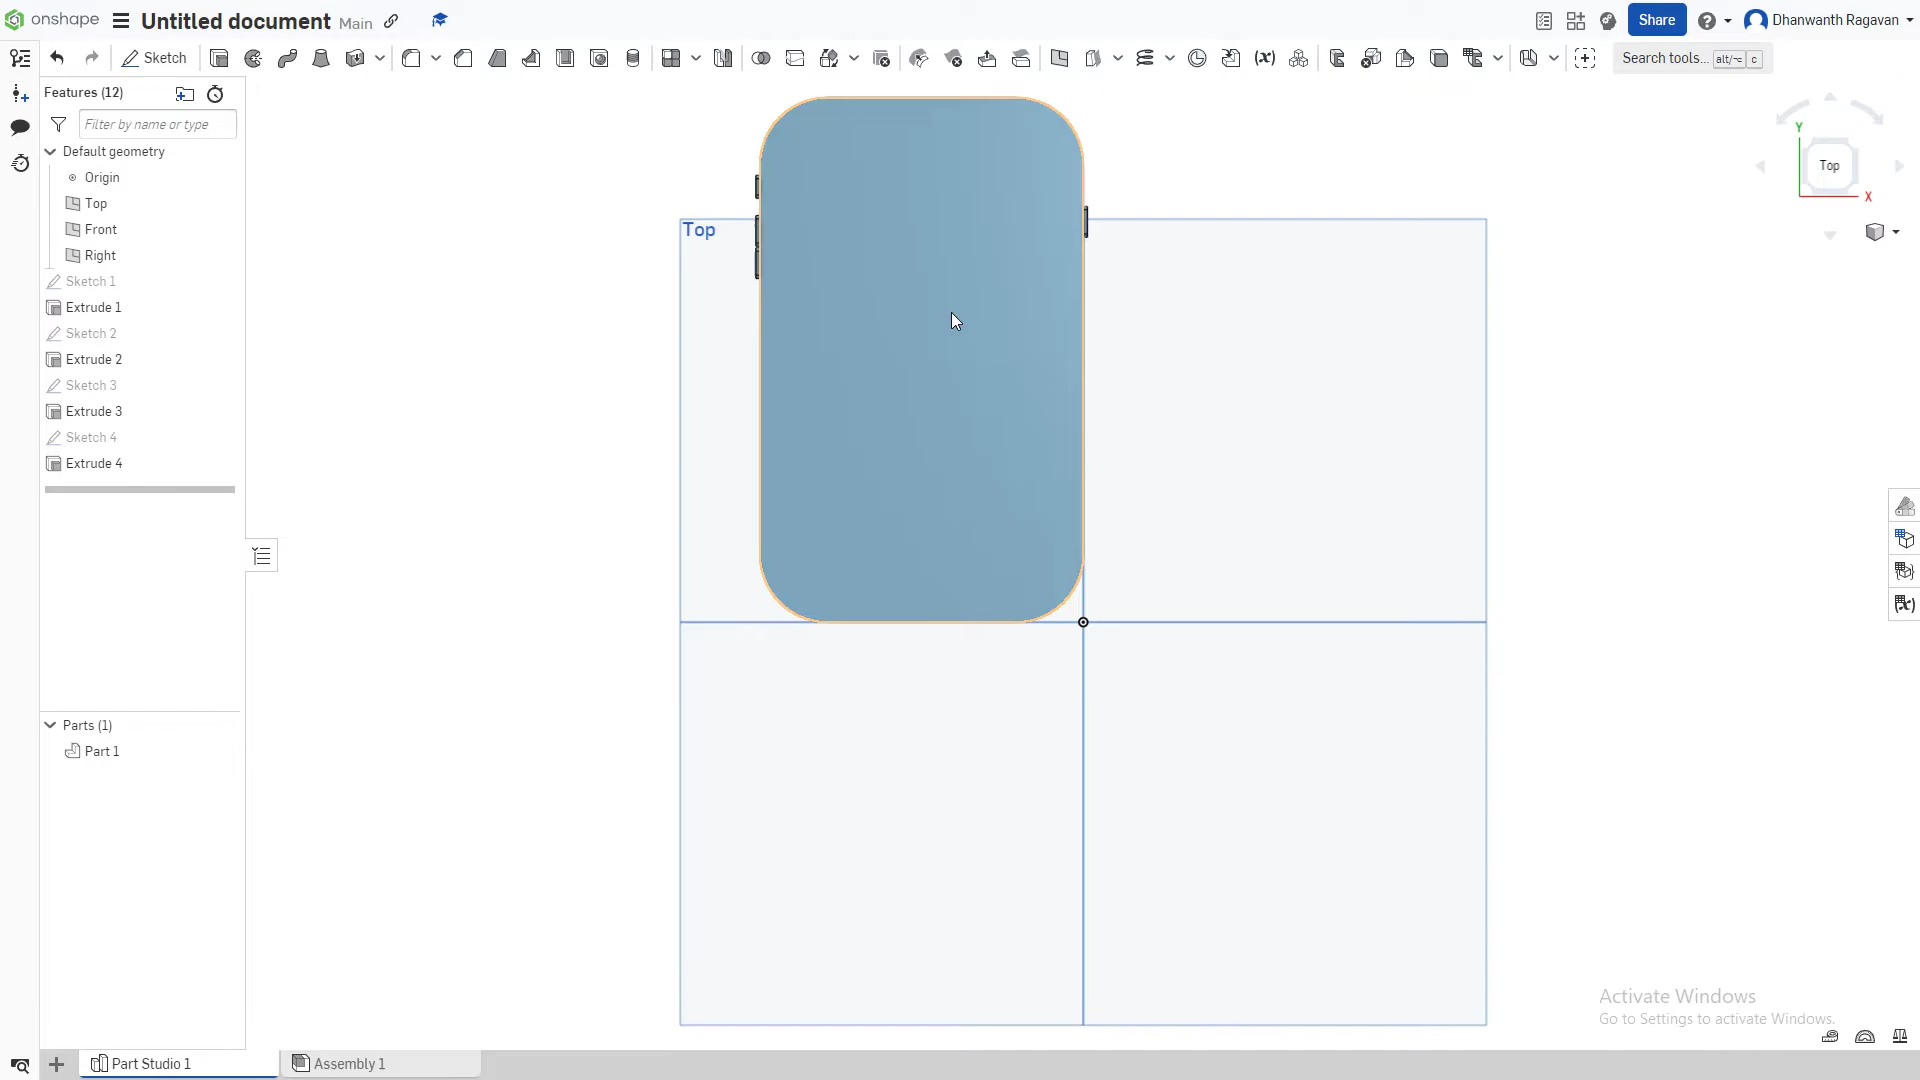 onshape Untitled document Main Share Dhanwanth Ragavan
Sketch Search tools... alt/⌥ c
Features (12)
Filter by name or type
Default geometry
Origin
Top
Front
Right
Sketch 1
Extrude 1
Sketch 2
Extrude 2
Sketch 3
Extrude 3
Sketch 4
Extrude 4
Parts (1)
Part 1
Top
Y
Top
X
Activate Windows
Go to Settings to activate Windows.
Part Studio 1 Assembly 1